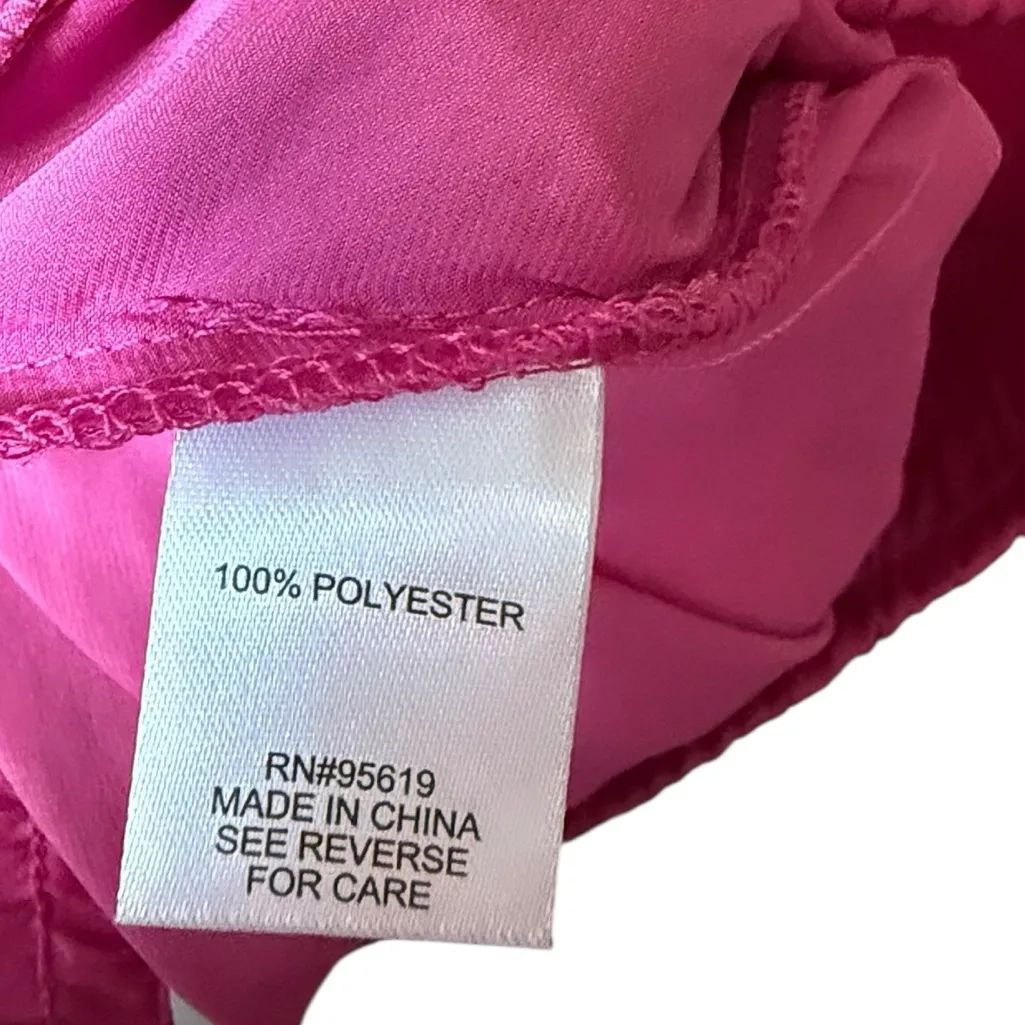 100% POLYESTER
RN#95619
MADE IN CHINA
SEE REVERSE
FOR CARE